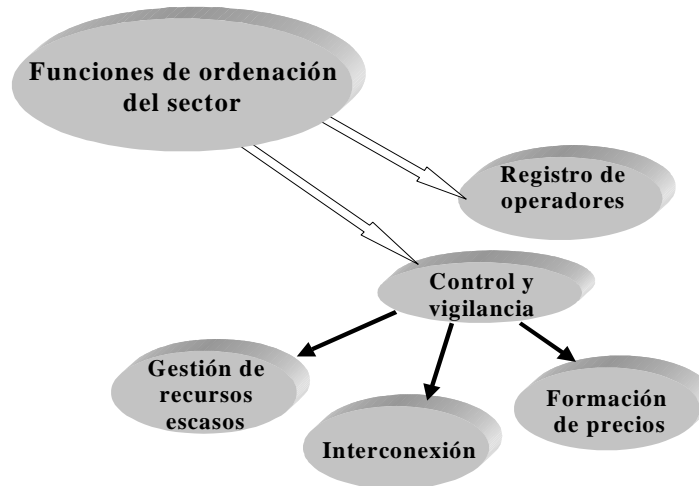 Funciones de ordenación
del sector
Registro de
operadores
Control y
vigilancia
Gestión de
recursos
escasos
Interconexión
Formación
de precios